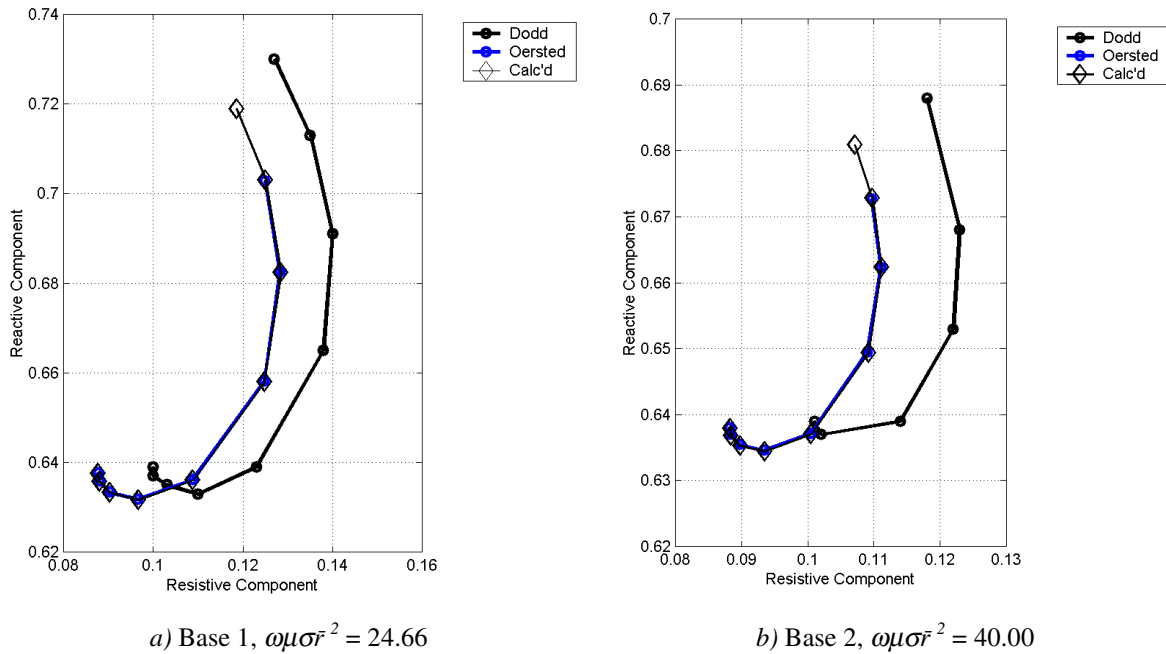 0.74
0.72
0.7
0.68
0.66
0.64
0.62
0.08
0.1
0.12
0.14
0.16
Reactive Component
Resistive Component
Dodd
Oersted
Calc'd
a) Base 1, ωμσr̄ ² = 24.66
0.7
0.69
0.68
0.67
0.66
0.65
0.64
0.63
0.62
0.08
0.09
0.1
0.11
0.12
0.13
Reactive Component
Resistive Component
Dodd
Oersted
Calc'd
b) Base 2, ωμσr̄ ² = 40.00